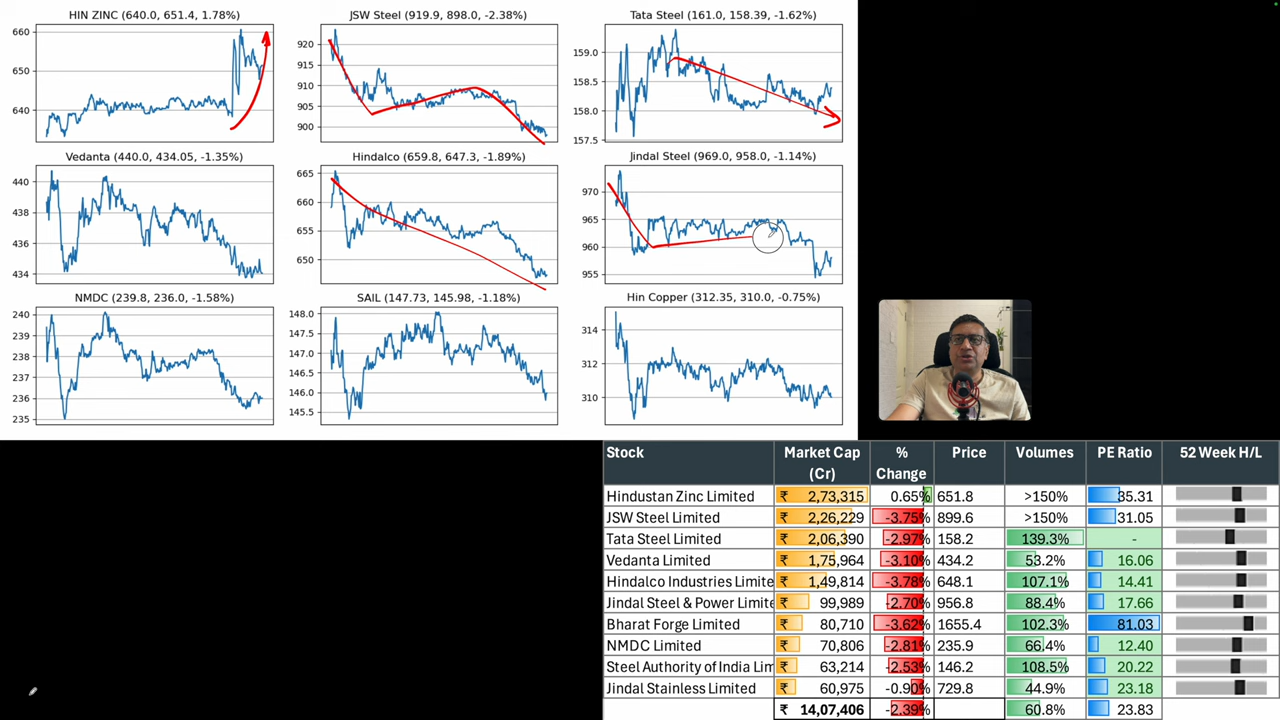 HIN ZINC (640.0, 651.4, 1.78%)
660
650
640
JSW Steel (919.9, 898.0, -2.38%)
920
915
910
905
900
Tata Steel (161.0, 158.39, -1.62%)
159.0
158.5
158.0
157.5
Vedanta (440.0, 434.05, -1.35%)
440
438
436
434
Hindalco (659.8, 647.3, -1.89%)
665
660
655
650
Jindal Steel (969.0, 958.0, -1.14%)
970
965
960
955
NMDC (239.8, 236.0, -1.58%)
240
239
238
237
236
235
SAIL (147.73, 145.98, -1.18%)
148.0
147.5
147.0
146.5
146.0
145.5
Hin Copper (312.35, 310.0, -0.75%)
314
312
310
Stock Market Cap (Cr) % Change Price Volumes PE Ratio 52 Week H/L
Hindustan Zinc Limited ₹ 2,73,315 0.65% 651.8 >150% 35.31
JSW Steel Limited ₹ 2,26,229 -3.75% 899.6 >150% 31.05
Tata Steel Limited ₹ 2,06,390 -2.97% 158.2 139.3% -
Vedanta Limited ₹ 1,75,964 -3.10% 434.2 53.2% 16.06
Hindalco Industries Limite ₹ 1,49,814 -3.78% 648.1 107.1% 14.41
Jindal Steel & Power Limite ₹ 99,989 -2.70% 956.8 88.4% 17.66
Bharat Forge Limited ₹ 80,710 -3.62% 1655.4 102.3% 81.03
NMDC Limited ₹ 70,806 -2.81% 235.9 66.4% 12.40
Steel Authority of India Lim ₹ 63,214 -2.53% 146.2 108.5% 20.22
Jindal Stainless Limited ₹ 60,975 -0.90% 729.8 44.9% 23.18
₹ 14,07,406 -2.39% 60.8% 23.83